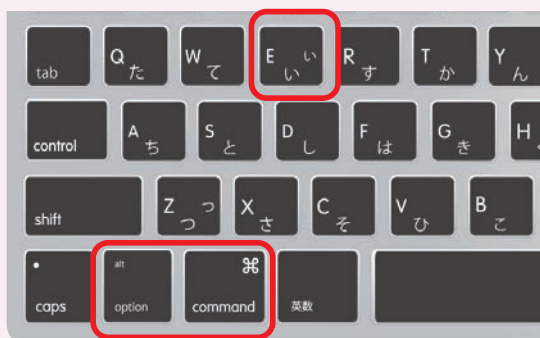 tab Q た W て E い い R す T か Y ん
control A ち S と D し F は G き H
shift Z つ っ X さ C そ V ひ B こ
alt ⌘
caps option command 英数